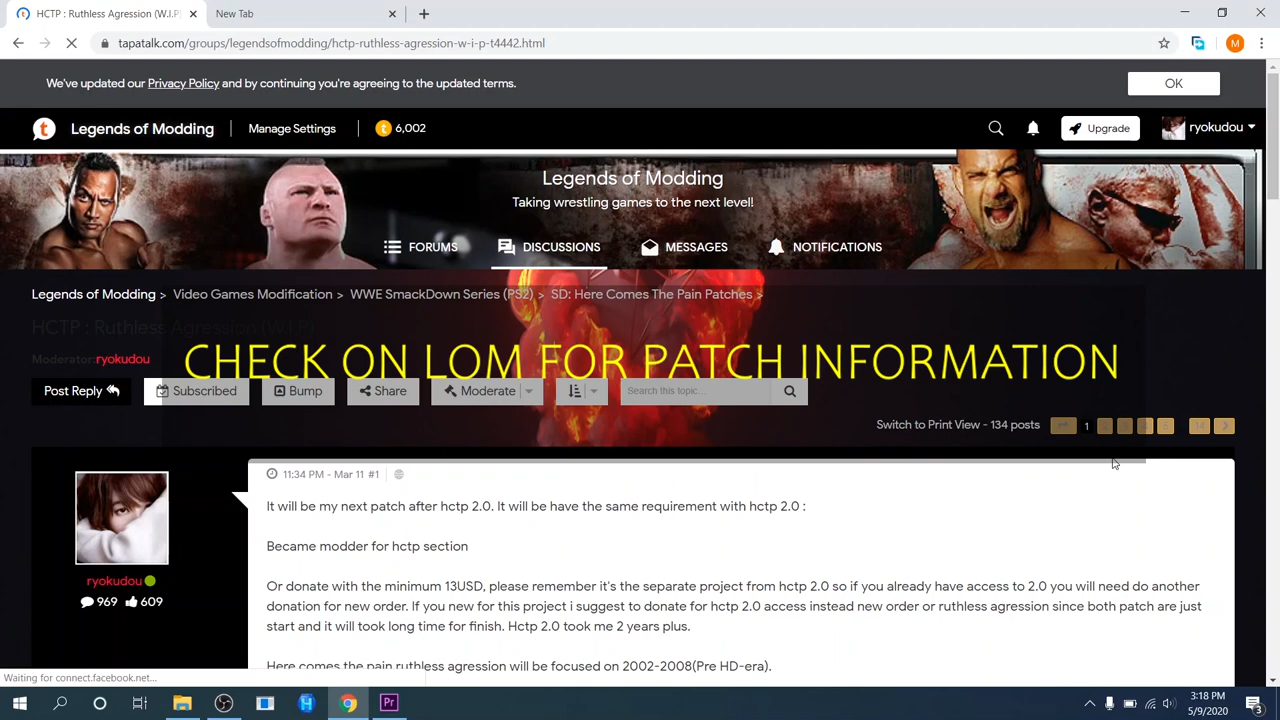 HCTP : Ruthless Agression (W.I.P)
New Tab
tapatalk.com/groups/legendsofmodding/hctp-ruthless-agression-w-i-p-t4442.html
M
We've updated our Privacy Policy and by continuing you're agreeing to the updated terms.
OK
Legends of Modding
Manage Settings
6,002
Upgrade
ryokudou
Legends of Modding
Taking wrestling games to the next level!
FORUMS
DISCUSSIONS
MESSAGES
NOTIFICATIONS
Legends of Modding > Video Games Modification > WWE SmackDown Series (PS2) > SD: Here Comes The Pain Patches >
HCTP : Ruthless Agression (W.I.P)
Moderator:ryokudou
CHECK ON LOM FOR PATCH INFORMATION
Post Reply
Subscribed
Bump
Share
Moderate
Search this topic...
Switch to Print View - 134 posts
1
14
11:34 PM - Mar 11 #1
It will be my next patch after hctp 2.0. It will be have the same requirement with hctp 2.0 :
Became modder for hctp section
Or donate with the minimum 13USD, please remember it's the separate project from hctp 2.0 so if you already have access to 2.0 you will need do another
donation for new order. If you new for this project i suggest to donate for hctp 2.0 access instead new order or ruthless agression since both patch are just
start and it will took long time for finish. Hctp 2.0 took me 2 years plus.
Here comes the pain ruthless agression will be focused on 2002-2008(Pre HD-era).
ryokudou
969 609
Waiting for connect.facebook.net...
Pr
3:18 PM
5/9/2020
3